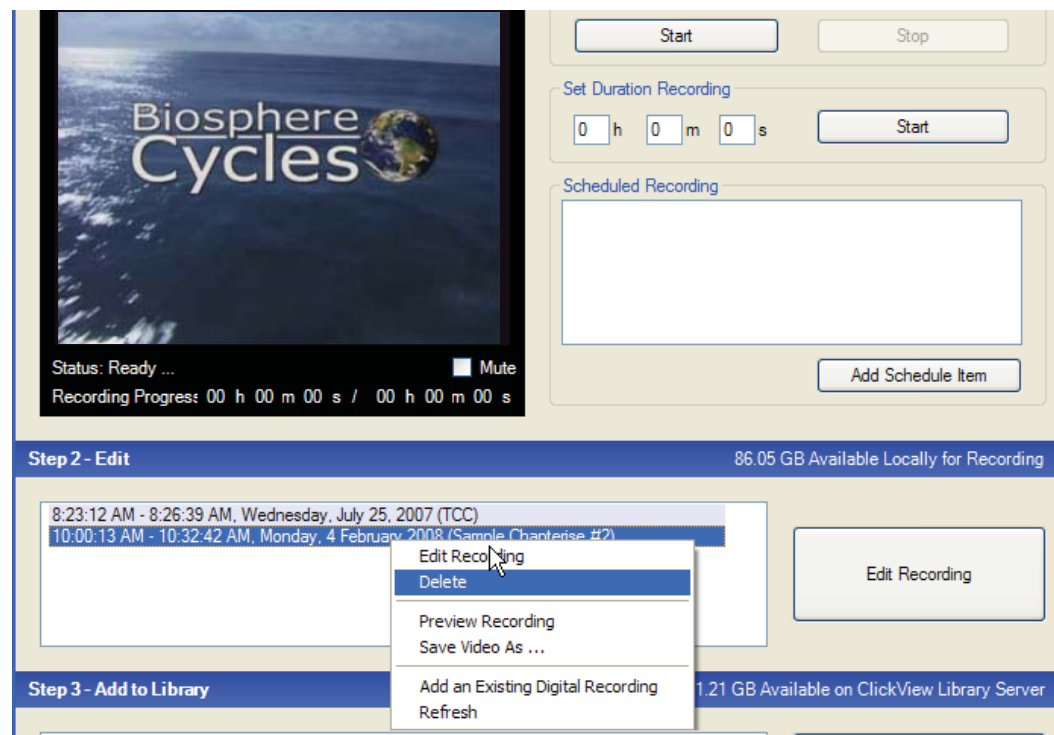 Start
Stop
Biosphere
Cycles
Set Duration Recording
0 h 0 m 0 s
Start
Scheduled Recording
Status: Ready ...
Mute
Recording Progress 00 h 00 m 00 s / 00 h 00 m 00 s
Add Schedule Item
Step 2 - Edit
86.05 GB Available Locally for Recording
8:23:12 AM - 8:26:39 AM, Wednesday, July 25, 2007 (TCC)
10:00:13 AM - 10:32:42 AM, Monday, 4 February 2008 (Sample Chapterise #2)
Edit Recording
Delete
Preview Recording
Save Video As ...
Add an Existing Digital Recording
Refresh
Edit Recording
Step 3 - Add to Library
1.21 GB Available on ClickView Library Server